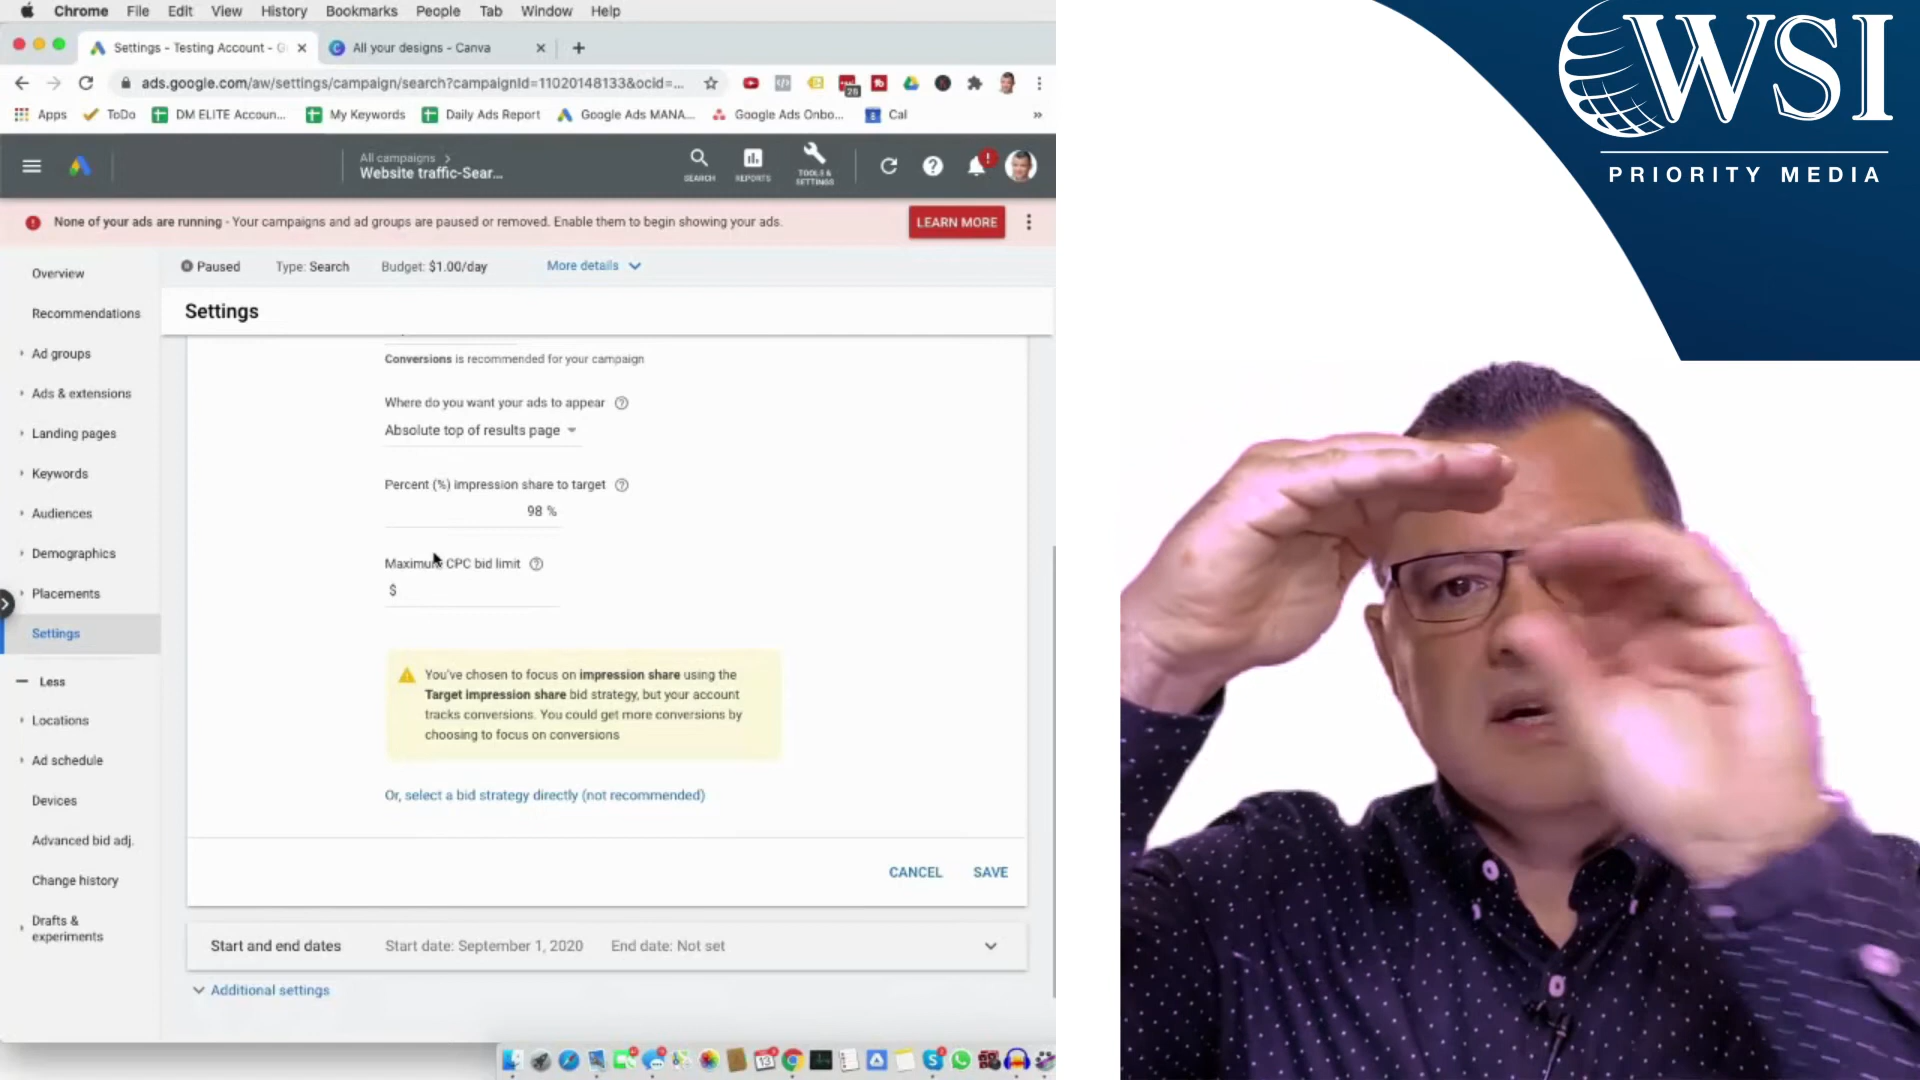 Chrome File Edit View History Bookmarks People Tab Window Help
Settings - Testing Account - G
All your designs - Canva
ads.google.com/aw/settings/campaign/search?campaignId=11020148133&ocid=...
Apps ToDo DM ELITE Accoun... My Keywords Daily Ads Report Google Ads MANA... Google Ads Onbo... Cal »
All campaigns >
Website traffic-Sear...
SEARCH REPORTS TOOLS & SETTINGS
None of your ads are running - Your campaigns and ad groups are paused or removed. Enable them to begin showing your ads.
LEARN MORE
Paused Type: Search Budget: $1.00/day More details
Settings
Overview
Recommendations
Ad groups
Ads & extensions
Landing pages
Keywords
Audiences
Demographics
Placements
Settings
Less
Locations
Ad schedule
Devices
Advanced bid adj.
Change history
Drafts &
experiments
Conversions is recommended for your campaign
Where do you want your ads to appear
Absolute top of results page
Percent (%) impression share to target
98 %
Maximum CPC bid limit
$
You've chosen to focus on impression share using the
Target impression share bid strategy, but your account
tracks conversions. You could get more conversions by
choosing to focus on conversions
Or, select a bid strategy directly (not recommended)
CANCEL SAVE
Start and end dates Start date: September 1, 2020 End date: Not set
Additional settings
WSI
PRIORITY MEDIA